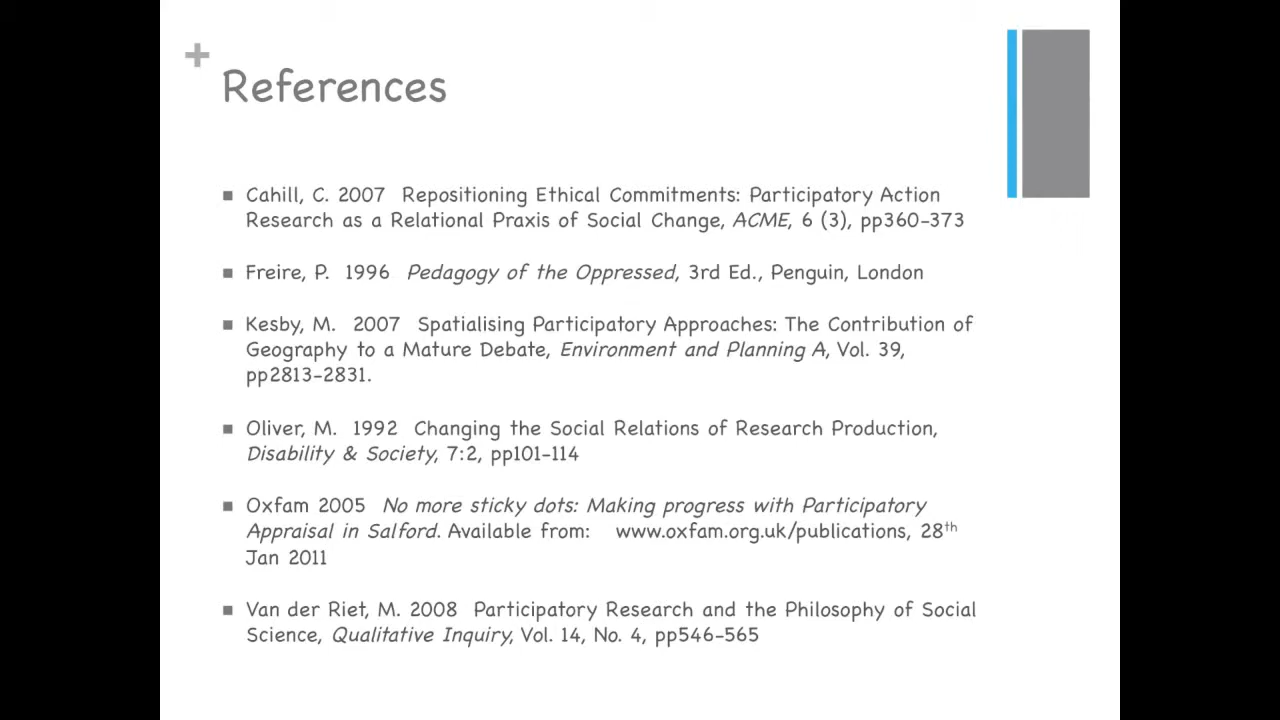 +
References
Cahill, C. 2007 Repositioning Ethical Commitments: Participatory Action
Research as a Relational Praxis of Social Change, ACME, 6 (3), pp360-373
Freire, P. 1996 Pedagogy of the Oppressed, 3rd Ed., Penguin, London
Kesby, M. 2007 Spatialising Participatory Approaches: The Contribution of
Geography to a Mature Debate, Environment and Planning A, Vol. 39,
pp2813-2831.
Oliver, M. 1992 Changing the Social Relations of Research Production,
Disability & Society, 7:2, pp101-114
Oxfam 2005 No more sticky dots: Making progress with Participatory
Appraisal in Salford. Available from: www.oxfam.org.uk/publications, 28th
Jan 2011
Van der Riet, M. 2008 Participatory Research and the Philosophy of Social
Science, Qualitative Inquiry, Vol. 14, No. 4, pp546-565